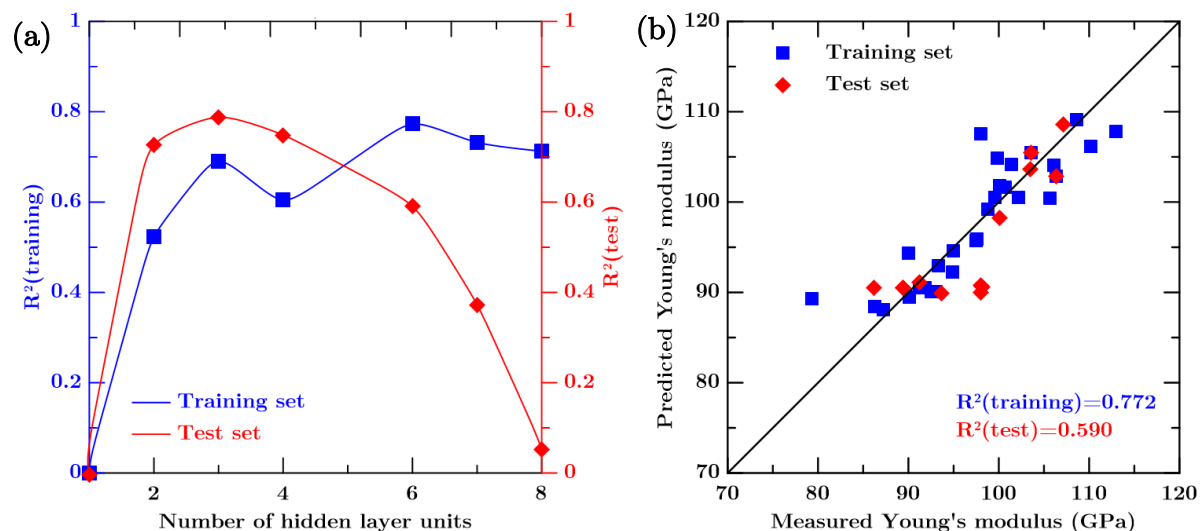 (a)
1
0.8
0.6
0.4
0.2
0
R²(training)
1
0.8
0.6
0.4
0.2
0
R²(test)
Training set
Test set
2 4 6 8
Number of hidden layer units
(b)
120
110
100
90
80
70
Predicted Young's modulus (GPa)
Training set
Test set
R²(training)=0.772
R²(test)=0.590
70 80 90 100 110 120
Measured Young's modulus (GPa)